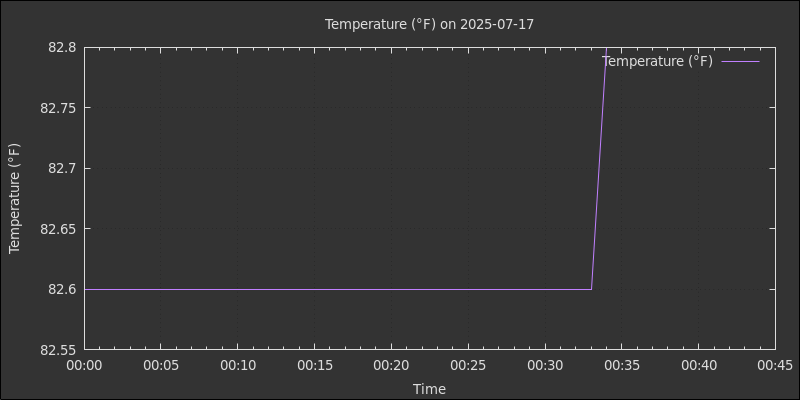 Temperature (°F) on 2025-07-17
82.8
Temperature (°F)
82.75
82.7
82.65
82.6
82.55
Temperature (°F)
00:00 00:05 00:10 00:15 00:20 00:25 00:30 00:35 00:40 00:45
Time